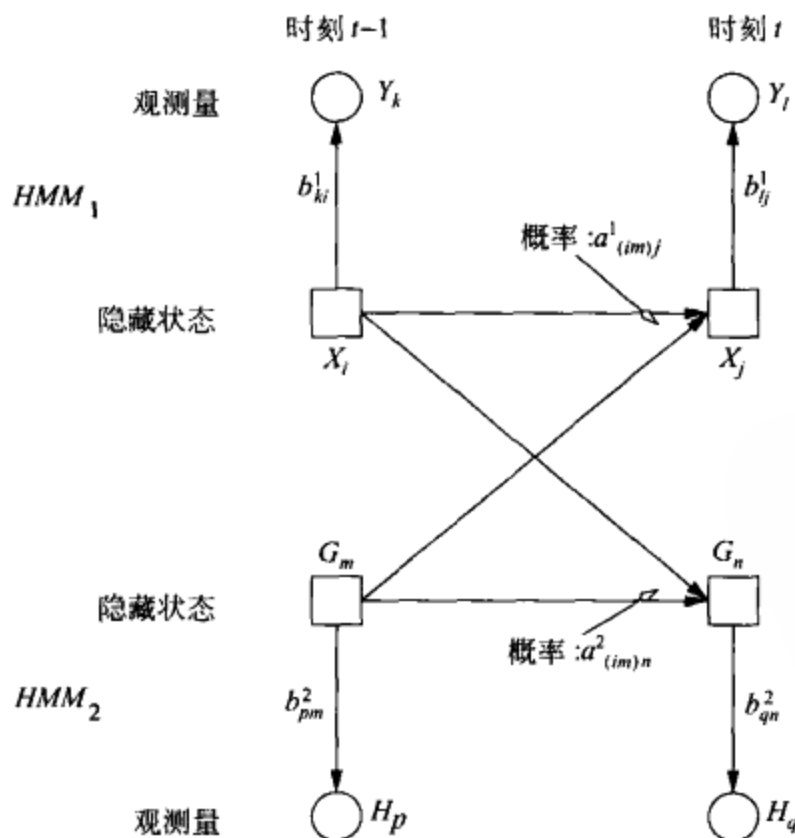 时刻 t-1 时刻 t
观测量 Y_k Y_l
HMM_1 b^1_{ki} b^1_{lj}
概率:a^1_{(im)j}
隐藏状态
X_i X_j
G_m G_n
隐藏状态
概率:a^2_{(im)n}
HMM_2 b^2_{pm} b^2_{qn}
观测量 H_p H_q